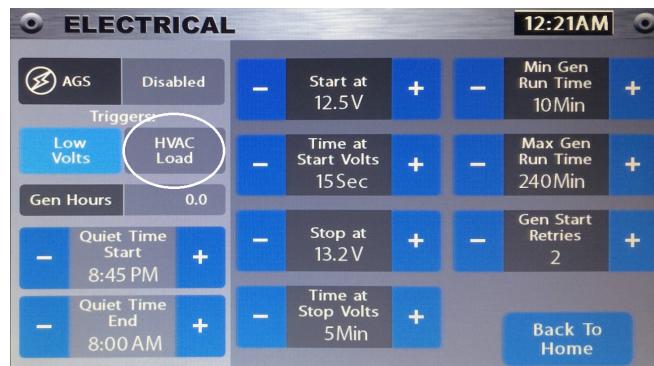 ELECTRICAL
12:21AM
AGS
Disabled
Triggers:
Low
Volts
HVAC
Load
Gen Hours
0.0
Quiet Time
Start
8:45 PM
Quiet Time
End
8:00 AM
Start at
12.5V
Time at
Start Volts
15Sec
Stop at
13.2V
Time at
Stop Volts
5Min
Min Gen
Run Time
10Min
Max Gen
Run Time
240Min
Gen Start
Retries
2
Back To
Home